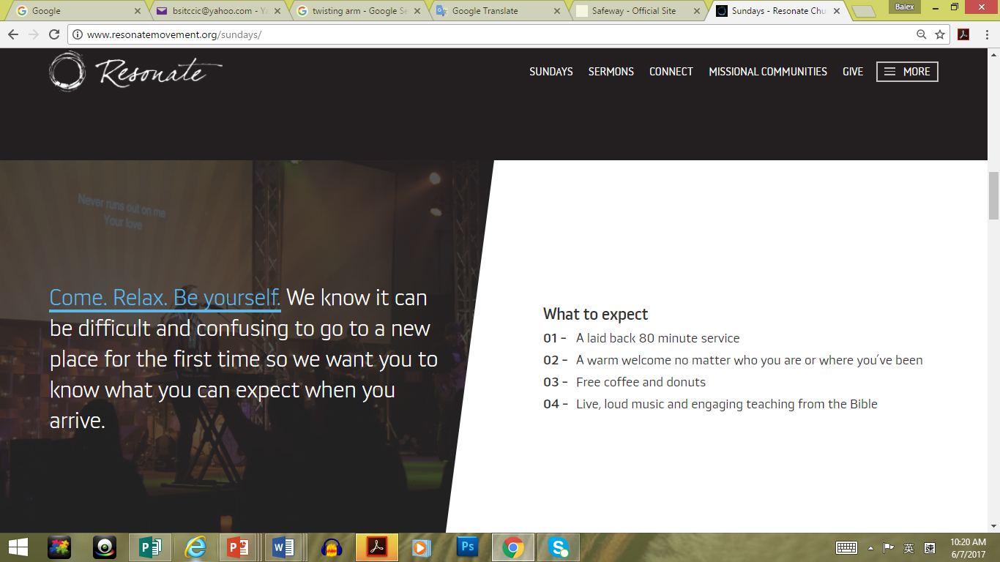 Google
bsitccic@yahoo.com - Ya
twisting arm - Google Se
Google Translate
Safeway - Official Site
Sundays - Resonate Chu
Balex
www.resonatemovement.org/sundays/
Resonate
SUNDAYS SERMONS CONNECT MISSIONAL COMMUNITIES GIVE MORE
Never runs out on me
Your love
Come. Relax. Be yourself. We know it can
be difficult and confusing to go to a new
place for the first time so we want you to
know what you can expect when you
arrive.
What to expect
01 - A laid back 80 minute service
02 - A warm welcome no matter who you are or where you've been
03 - Free coffee and donuts
04 - Live, loud music and engaging teaching from the Bible
英 速
10:20 AM
6/7/2017